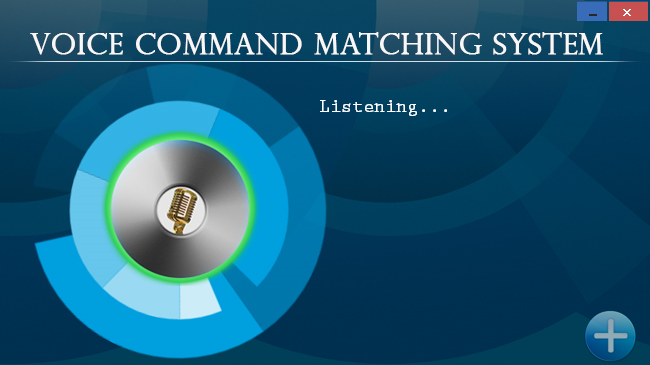 VOICE COMMAND MATCHING SYSTEM
Listening...